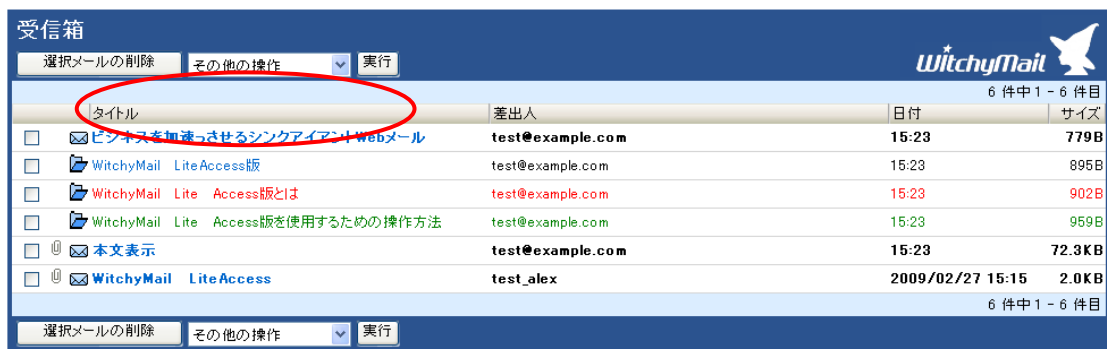 受信箱
選択メールの削除 その他の操作 実行 WitchyMail
6 件中 1 - 6 件目
タイトル 差出人 日付 サイズ
ビジネスを加速っさせるシンクアイアントWebメール test@example.com 15:23 779B
WitchyMail LiteAccess版 test@example.com 15:23 895B
WitchyMail Lite Access版とは test@example.com 15:23 902B
WitchyMail Lite Access版を使用するための操作方法 test@example.com 15:23 959B
本文表示 test@example.com 15:23 72.3KB
WitchyMail LiteAccess test_alex 2009/02/27 15:15 2.0KB
6 件中 1 - 6 件目
選択メールの削除 その他の操作 実行